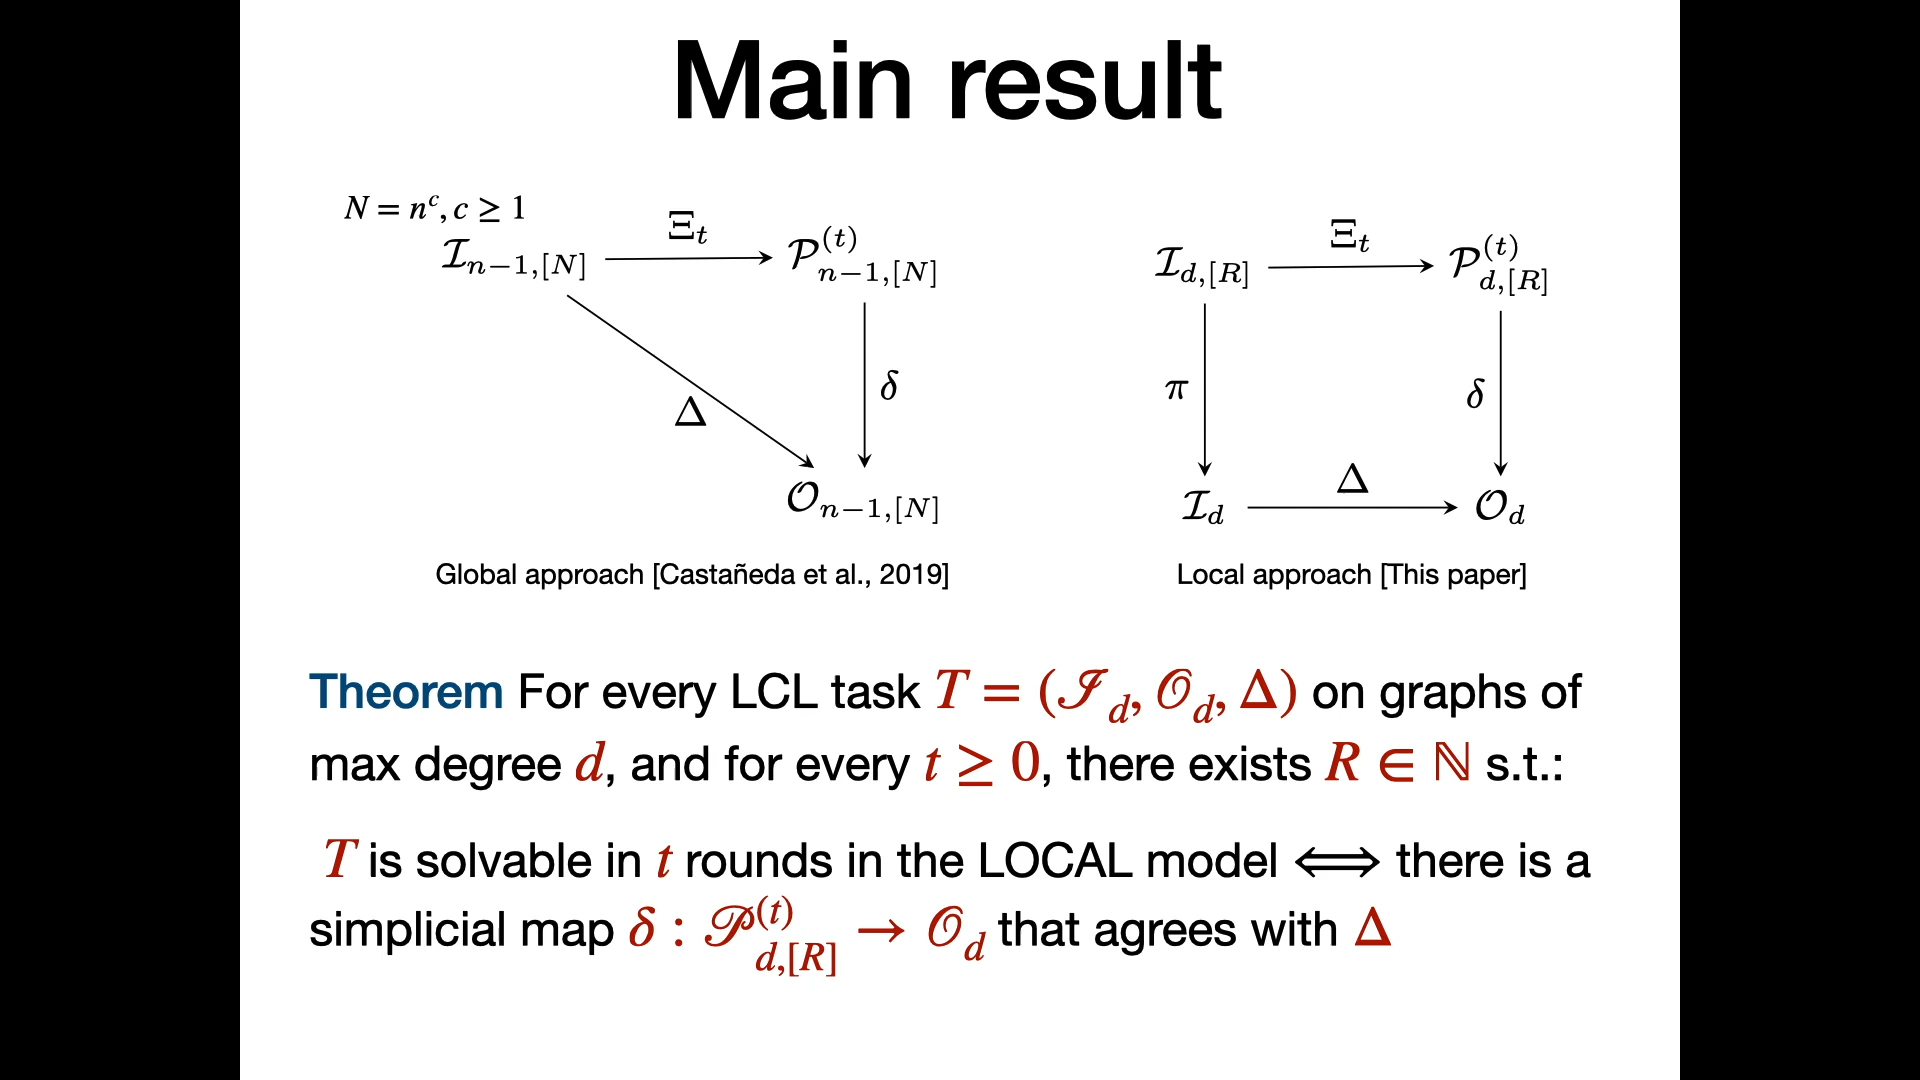 Main result
N = n^c, c ≥ 1
ℐ_{n−1,[N]} Ξ_t 𝒫^{(t)}_{n−1,[N]}
Δ δ
𝒪_{n−1,[N]}
Global approach [Castañeda et al., 2019]
ℐ_{d,[R]} Ξ_t 𝒫^{(t)}_{d,[R]}
π δ
ℐ_d Δ 𝒪_d
Local approach [This paper]
Theorem For every LCL task T = (ℐ_d, 𝒪_d, Δ) on graphs of
max degree d, and for every t ≥ 0, there exists R ∈ ℕ s.t.:
T is solvable in t rounds in the LOCAL model ⟺ there is a
simplicial map δ : 𝒫^{(t)}_{d,[R]} → 𝒪_d that agrees with Δ